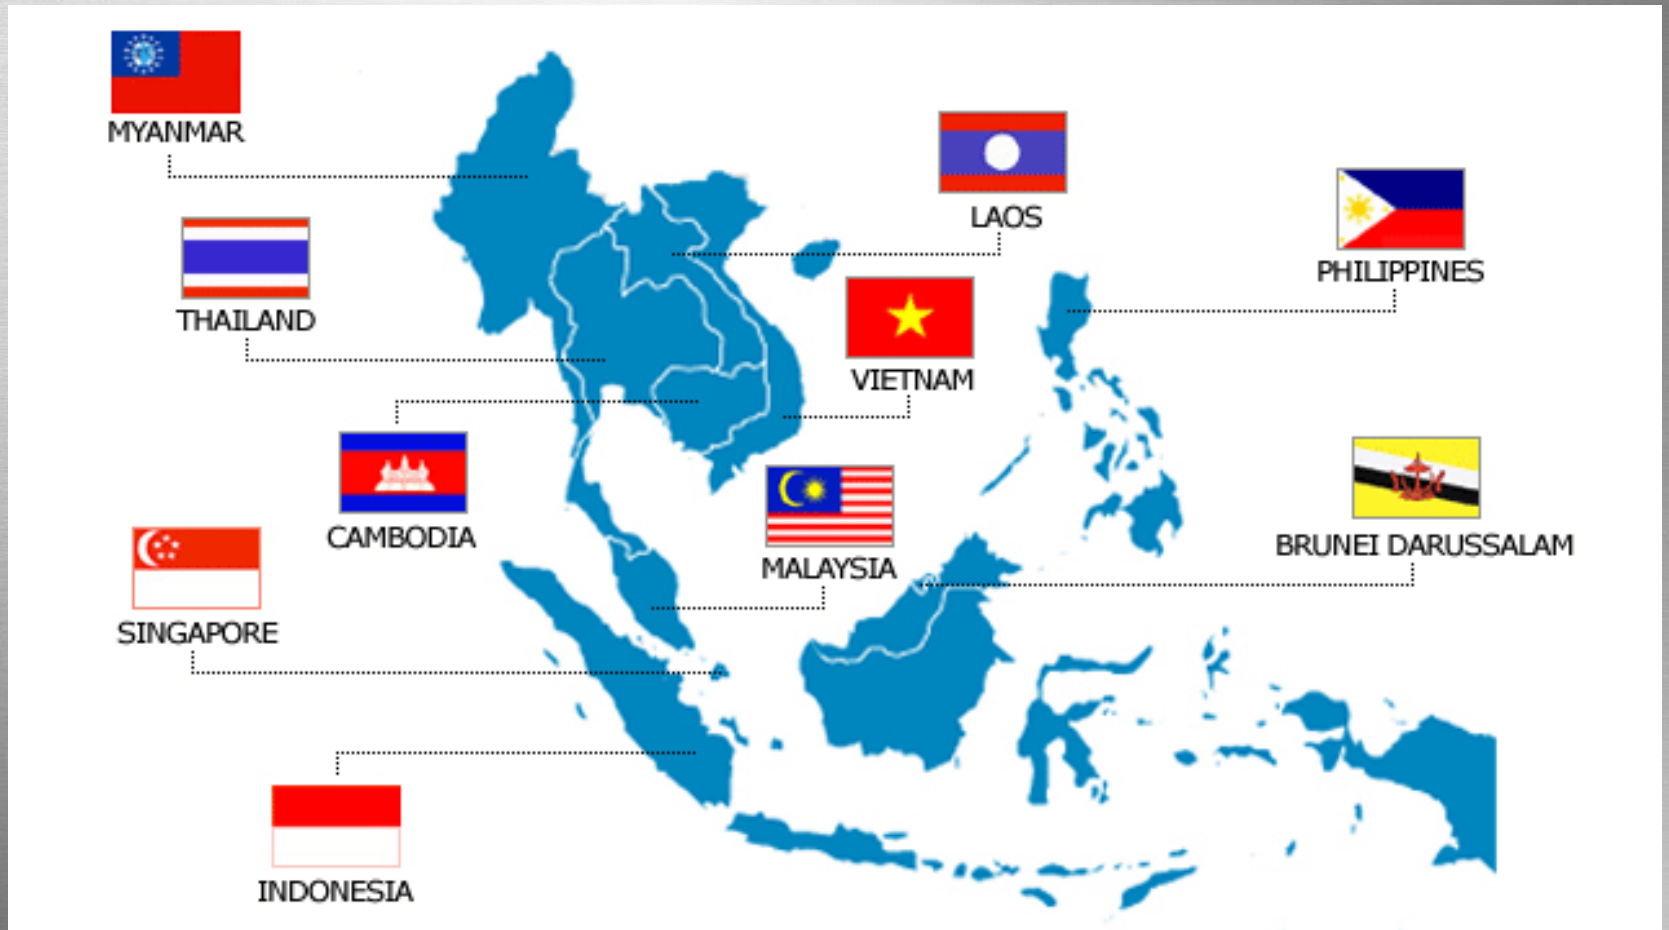 MYANMAR
LAOS
PHILIPPINES
THAILAND
VIETNAM
CAMBODIA
BRUNEI DARUSSALAM
MALAYSIA
SINGAPORE
INDONESIA